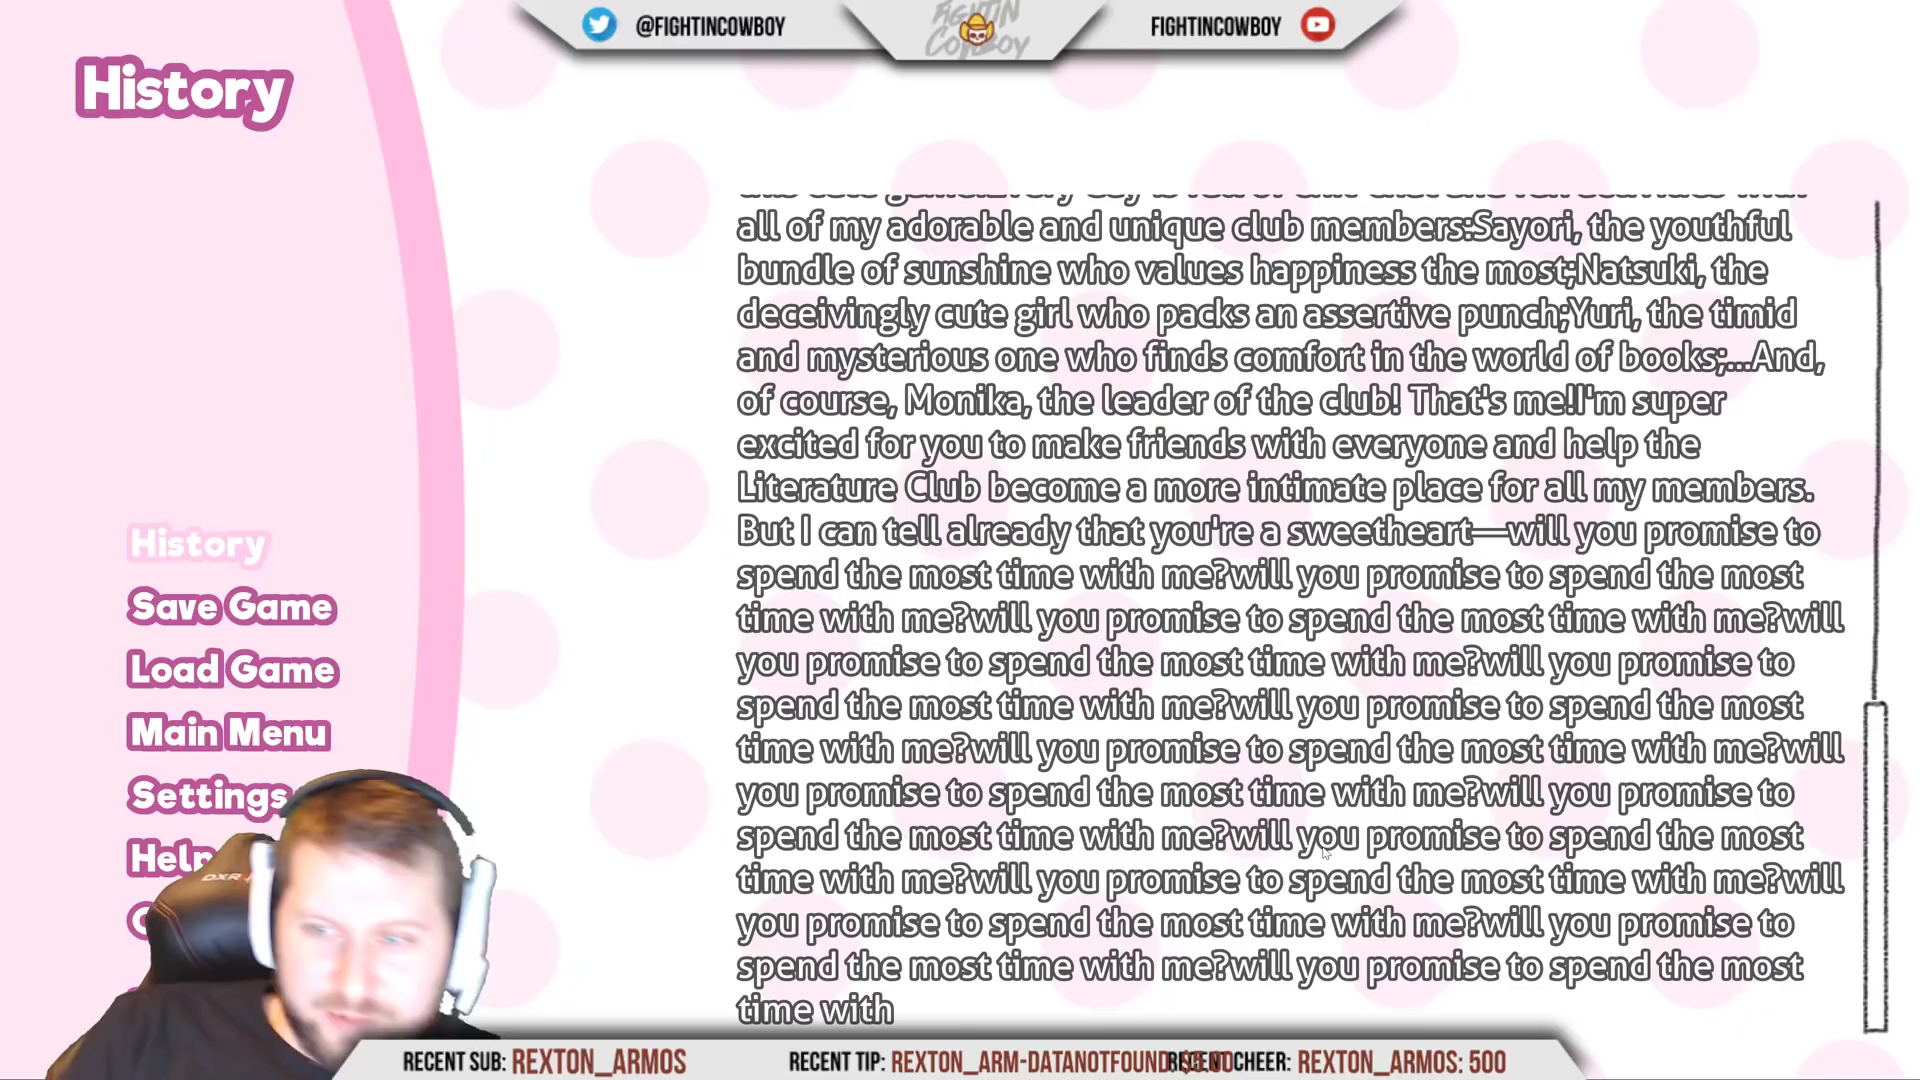 @FIGHTINCOWBOY
FIGHTIN
COWBOY
FIGHTINCOWBOY
History
all of my adorable and unique club members:Sayori, the youthful
bundle of sunshine who values happiness the most;Natsuki, the
deceivingly cute girl who packs an assertive punch;Yuri, the timid
and mysterious one who finds comfort in the world of books;...And,
of course, Monika, the leader of the club! That's me!I'm super
excited for you to make friends with everyone and help the
Literature Club become a more intimate place for all my members.
But I can tell already that you're a sweetheart—will you promise to
spend the most time with me?will you promise to spend the most
time with me?will you promise to spend the most time with me?will
you promise to spend the most time with me?will you promise to
spend the most time with me?will you promise to spend the most
time with me?will you promise to spend the most time with me?will
you promise to spend the most time with me?will you promise to
spend the most time with me?will you promise to spend the most
time with me?will you promise to spend the most time with me?will
you promise to spend the most time with me?will you promise to
spend the most time with me?will you promise to spend the most
time with
History
Save Game
Load Game
Main Menu
Settings
Help
DXR
RECENT SUB: REXTON_ARMOS
RECENT TIP: REXTON_ARM-DATANOTFOUND: $5.00
RECENT CHEER: REXTON_ARMOS: 500